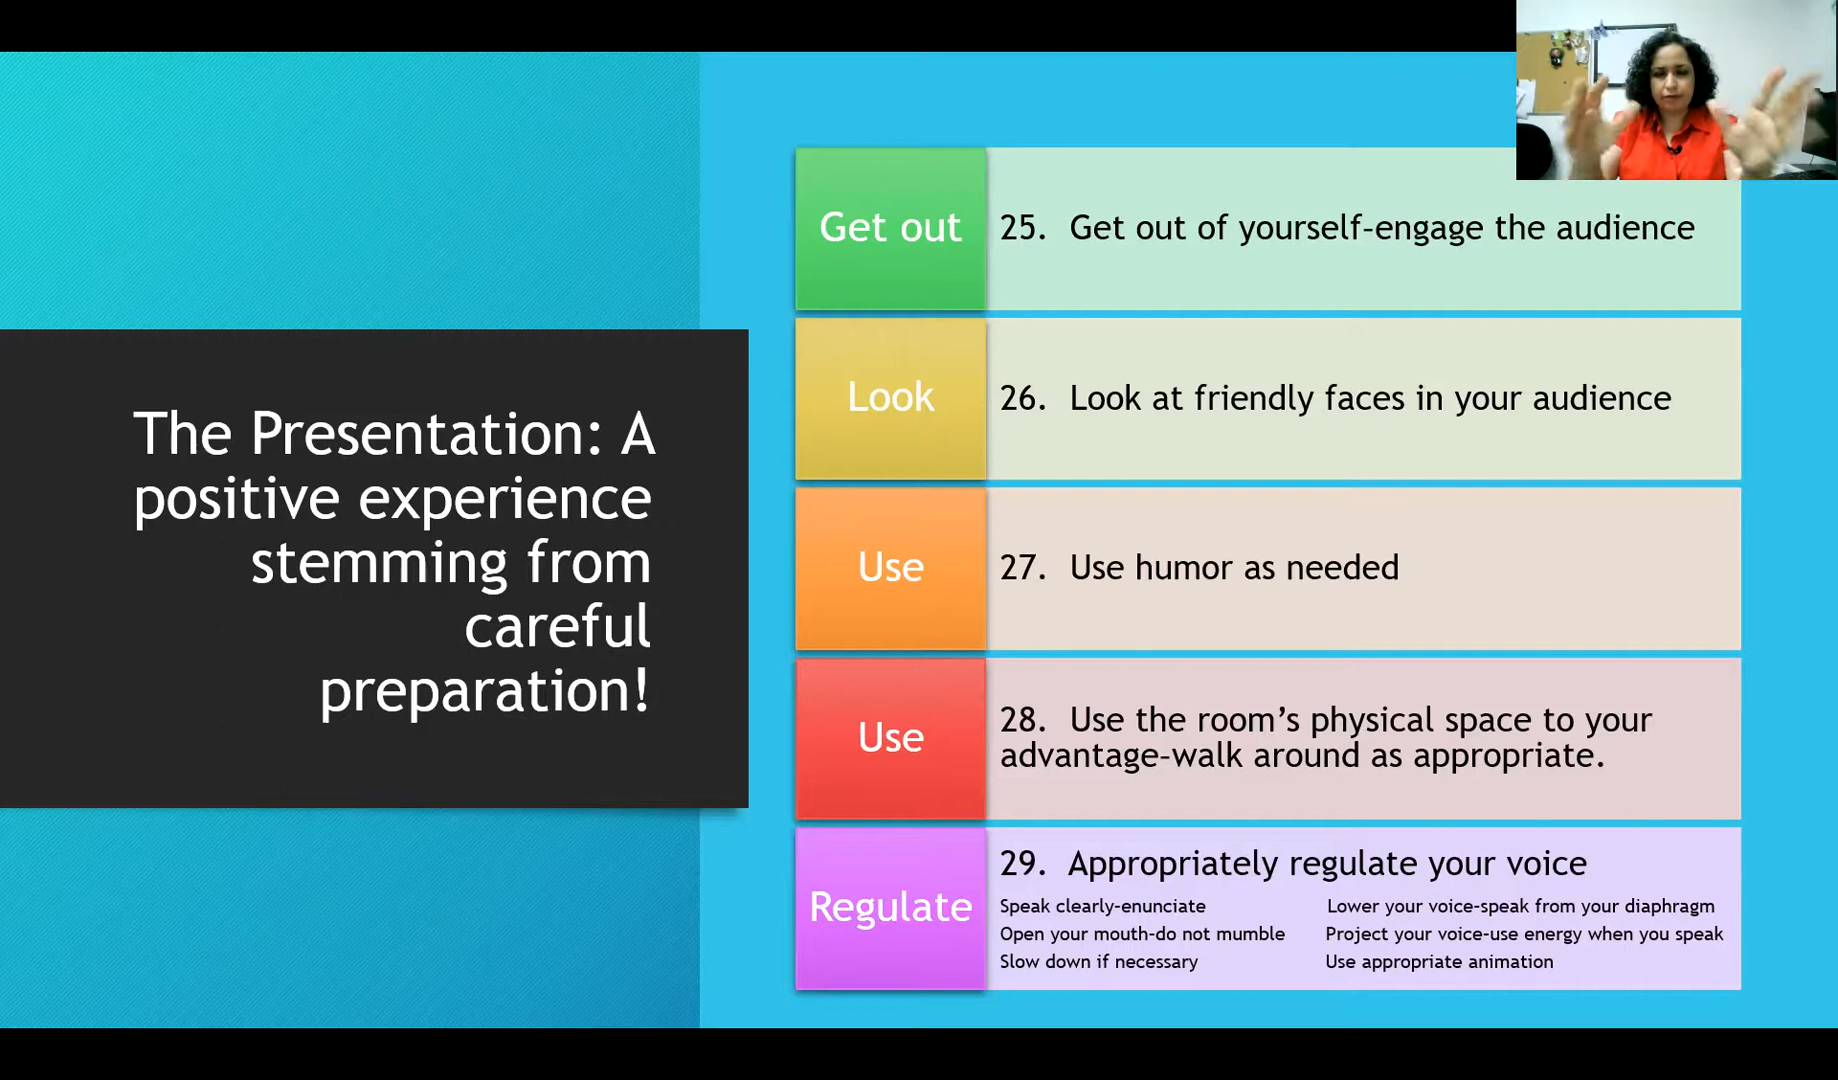 The Presentation: A
positive experience
stemming from
careful
preparation!
Get out
25. Get out of yourself-engage the audience
Look
26. Look at friendly faces in your audience
Use
27. Use humor as needed
Use
28. Use the room’s physical space to your
advantage-walk around as appropriate.
Regulate
29. Appropriately regulate your voice
Speak clearly-enunciate Lower your voice-speak from your diaphragm
Open your mouth-do not mumble Project your voice-use energy when you speak
Slow down if necessary Use appropriate animation